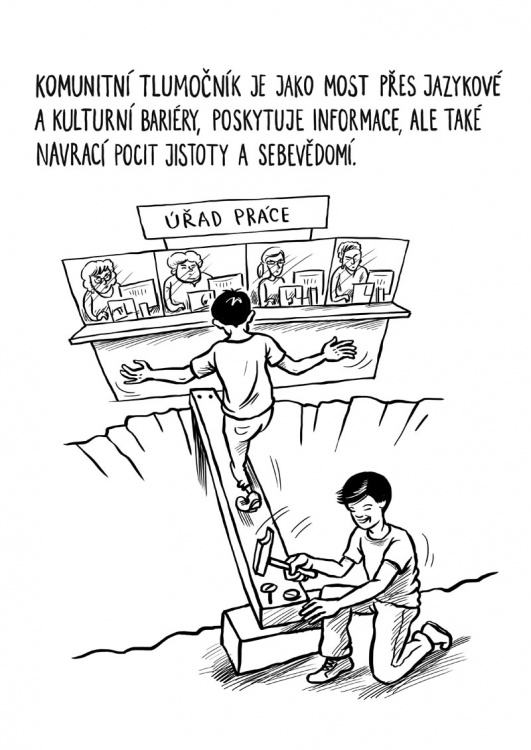 KOMUNITNÍ TLUMOČNÍK JE JAKO MOST PŘES JAZYKOVÉ
A KULTURNÍ BARIÉRY, POSKYTUJE INFORMACE, ALE TAKÉ
NAVRACÍ POCIT JISTOTY A SEBEVĚDOMÍ.
ÚŘAD PRÁCE